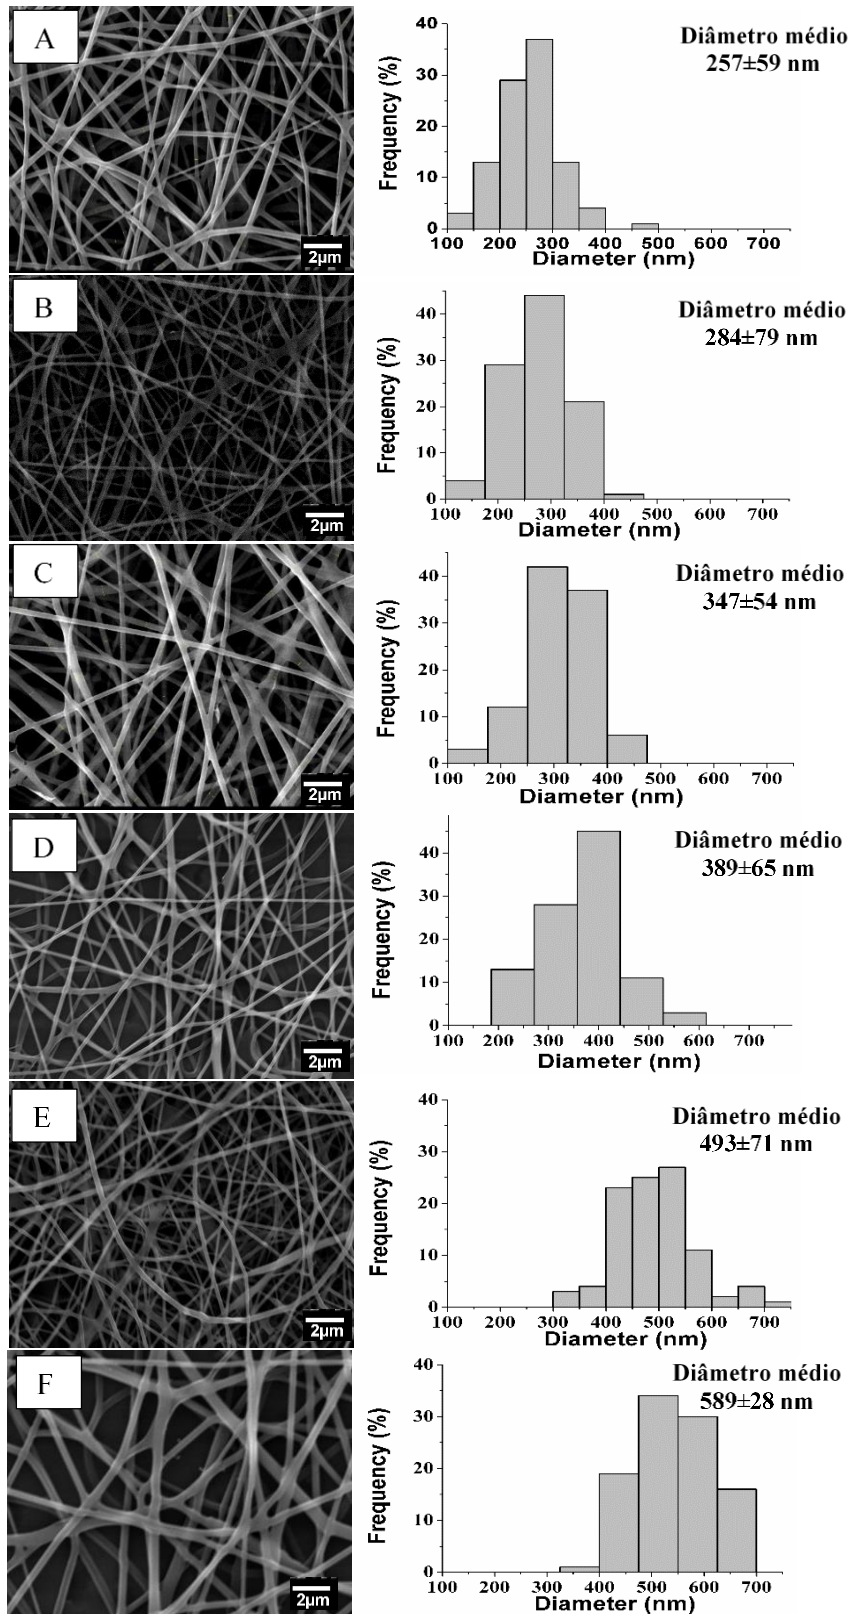 A
2µm
Frequency (%)
40
30
20
10
0
100 200 300 400 500 600 700
Diameter (nm)
Diâmetro médio
257±59 nm
B
2µm
Frequency (%)
40
30
20
10
0
100 200 300 400 500 600 700
Diameter (nm)
Diâmetro médio
284±79 nm
C
2µm
Frequency (%)
40
30
20
10
0
100 200 300 400 500 600 700
Diameter (nm)
Diâmetro médio
347±54 nm
D
2µm
Frequency (%)
40
30
20
10
0
100 200 300 400 500 600 700
Diameter (nm)
Diâmetro médio
389±65 nm
E
2µm
Frequency (%)
40
30
20
10
0
100 200 300 400 500 600 700
Diameter (nm)
Diâmetro médio
493±71 nm
F
2µm
Frequency (%)
40
30
20
10
0
100 200 300 400 500 600 700
Diameter (nm)
Diâmetro médio
589±28 nm